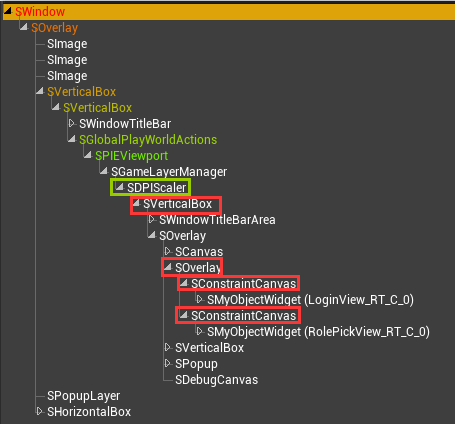 SWindow
SOverlay
SImage
SImage
SImage
SVerticalBox
SVerticalBox
SWindowTitleBar
SGlobalPlayWorldActions
SPIEViewport
SGameLayerManager
SDPIScaler
SVerticalBox
SWindowTitleBarArea
SOverlay
SCanvas
SOverlay
SConstraintCanvas
SMyObjectWidget (LoginView_RT_C_0)
SConstraintCanvas
SMyObjectWidget (RolePickView_RT_C_0)
SVerticalBox
SPopup
SDebugCanvas
SPopupLayer
SHorizontalBox